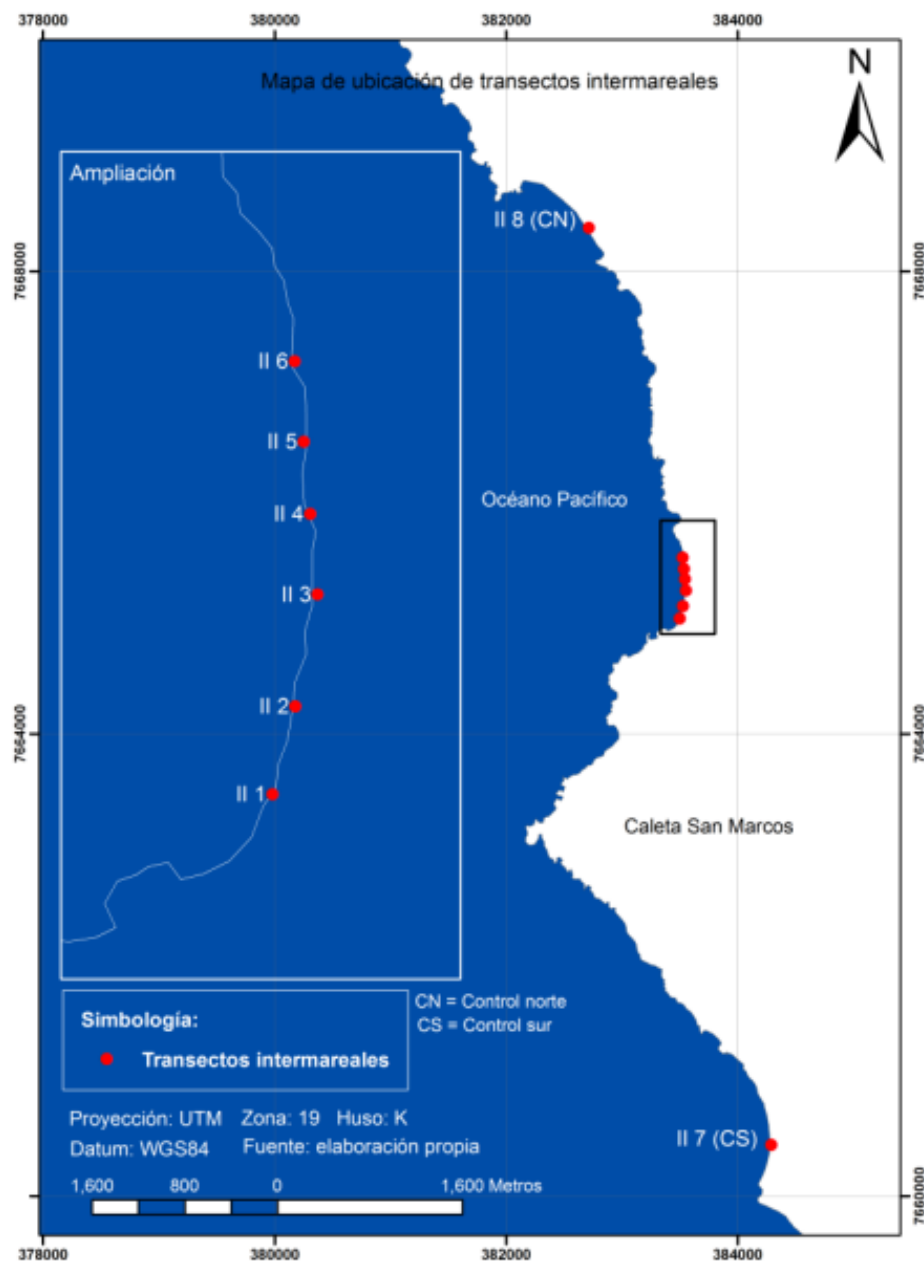 378000 380000 382000 384000
Mapa de ubicación de transectos intermareales
N
Ampliación
II 8 (CN)
7668000 7668000
II 6
II 5
Océano Pacífico
II 4
II 3
II 2
7664000 7664000
II 1
Caleta San Marcos
CN = Control norte
CS = Control sur
Simbología:
Transectos intermareales
Proyección: UTM Zona: 19 Huso: K
Datum: WGS84 Fuente: elaboración propia
II 7 (CS)
1,600 800 0 1,600 Metros
7660000 7660000
378000 380000 382000 384000